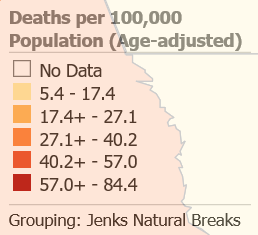 Deaths per 100,000
Population (Age-adjusted)
No Data
5.4 - 17.4
17.4+ - 27.1
27.1+ - 40.2
40.2+ - 57.0
57.0+ - 84.4
Grouping: Jenks Natural Breaks